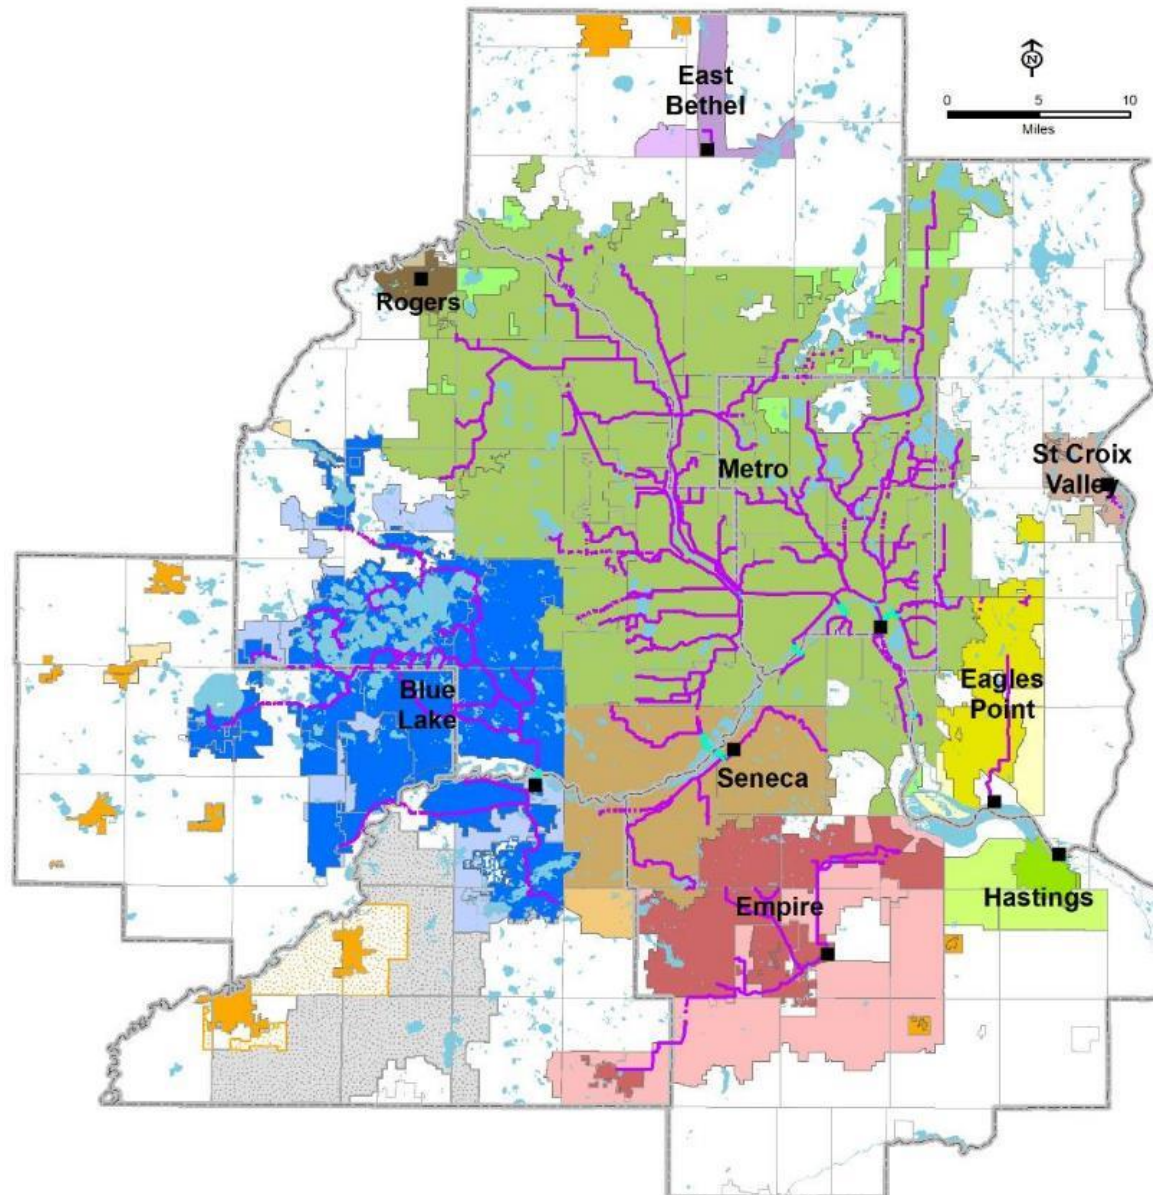 East
Bethel
N
0 5 10
Miles
Rogers
Metro
St Croix
Valley
Blue
Lake
Eagles
Point
Seneca
Hastings
Empire